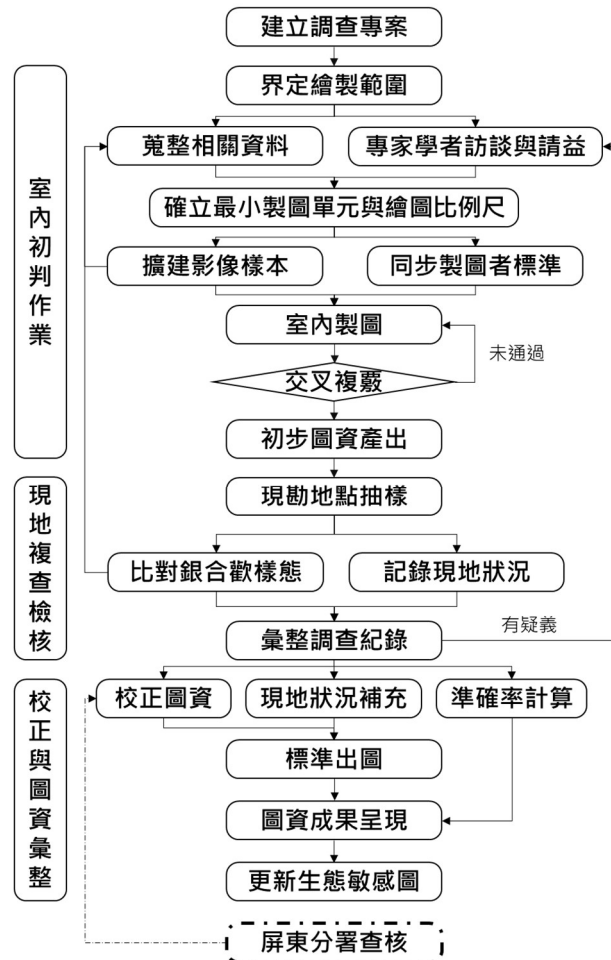 建立調查專案
室內初判作業
界定繪製範圍
蒐整相關資料
專家學者訪談與請益
確立最小製圖單元與繪圖比例尺
擴建影像樣本
同步製圖者標準
室內製圖
未通過
交叉複覈
初步圖資產出
現地複查檢核
現勘地點抽樣
比對銀合歡樣態
記錄現地狀況
彙整調查紀錄
有疑義
校正與圖資彙整
校正圖資
現地狀況補充
準確率計算
標準出圖
圖資成果呈現
更新生態敏感圖
屏東分署查核